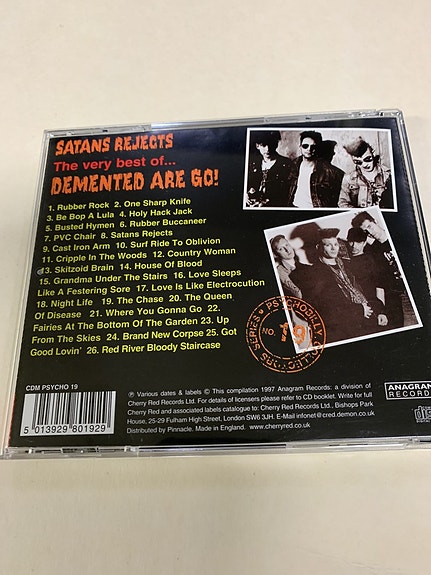 SATANS REJECTS
The very best of...
DEMENTED ARE GO!
1. Rubber Rock 2. One Sharp Knife
3. Be Bop A Lula 4. Holy Hack Jack
5. Busted Hymen 6. Rubber Buccaneer
7. PVC Chair 8. Satans Rejects
9. Cast Iron Arm 10. Surf Ride To Oblivion
11. Cripple In The Woods 12. Country Woman
13. Skitzoid Brain 14. House Of Blood
15. Grandma Under The Stairs 16. Love Sleeps
Like A Festering Sore 17. Love Is Like Electrocution
18. Night Life 19. The Chase 20. The Queen
Of Disease 21. Where You Gonna Go 22.
Fairies At The Bottom Of The Garden 23. Up
From The Skies 24. Brand New Corpse 25. Got
Good Lovin' 26. Red River Bloody Staircase
PSYCHOBILLY COLLECTORS SERIES
NO. 19
CDM PSYCHO 19
5 013929 801929
℗ Various dates & labels © This compilation 1997 Anagram Records: a division of
Cherry Red Records Ltd. For details of licensees please refer to CD booklet. Write for full
Cherry Red and associated labels catalogue to: Cherry Red Records Ltd., Bishops Park
House, 25-29 Fulham High Street, London SW6 3JH. E-Mail infonet@cred.demon.co.uk
Distributed by Pinnacle. Made in England. www.cherryred.co.uk
ANAGRAM
RECORDS